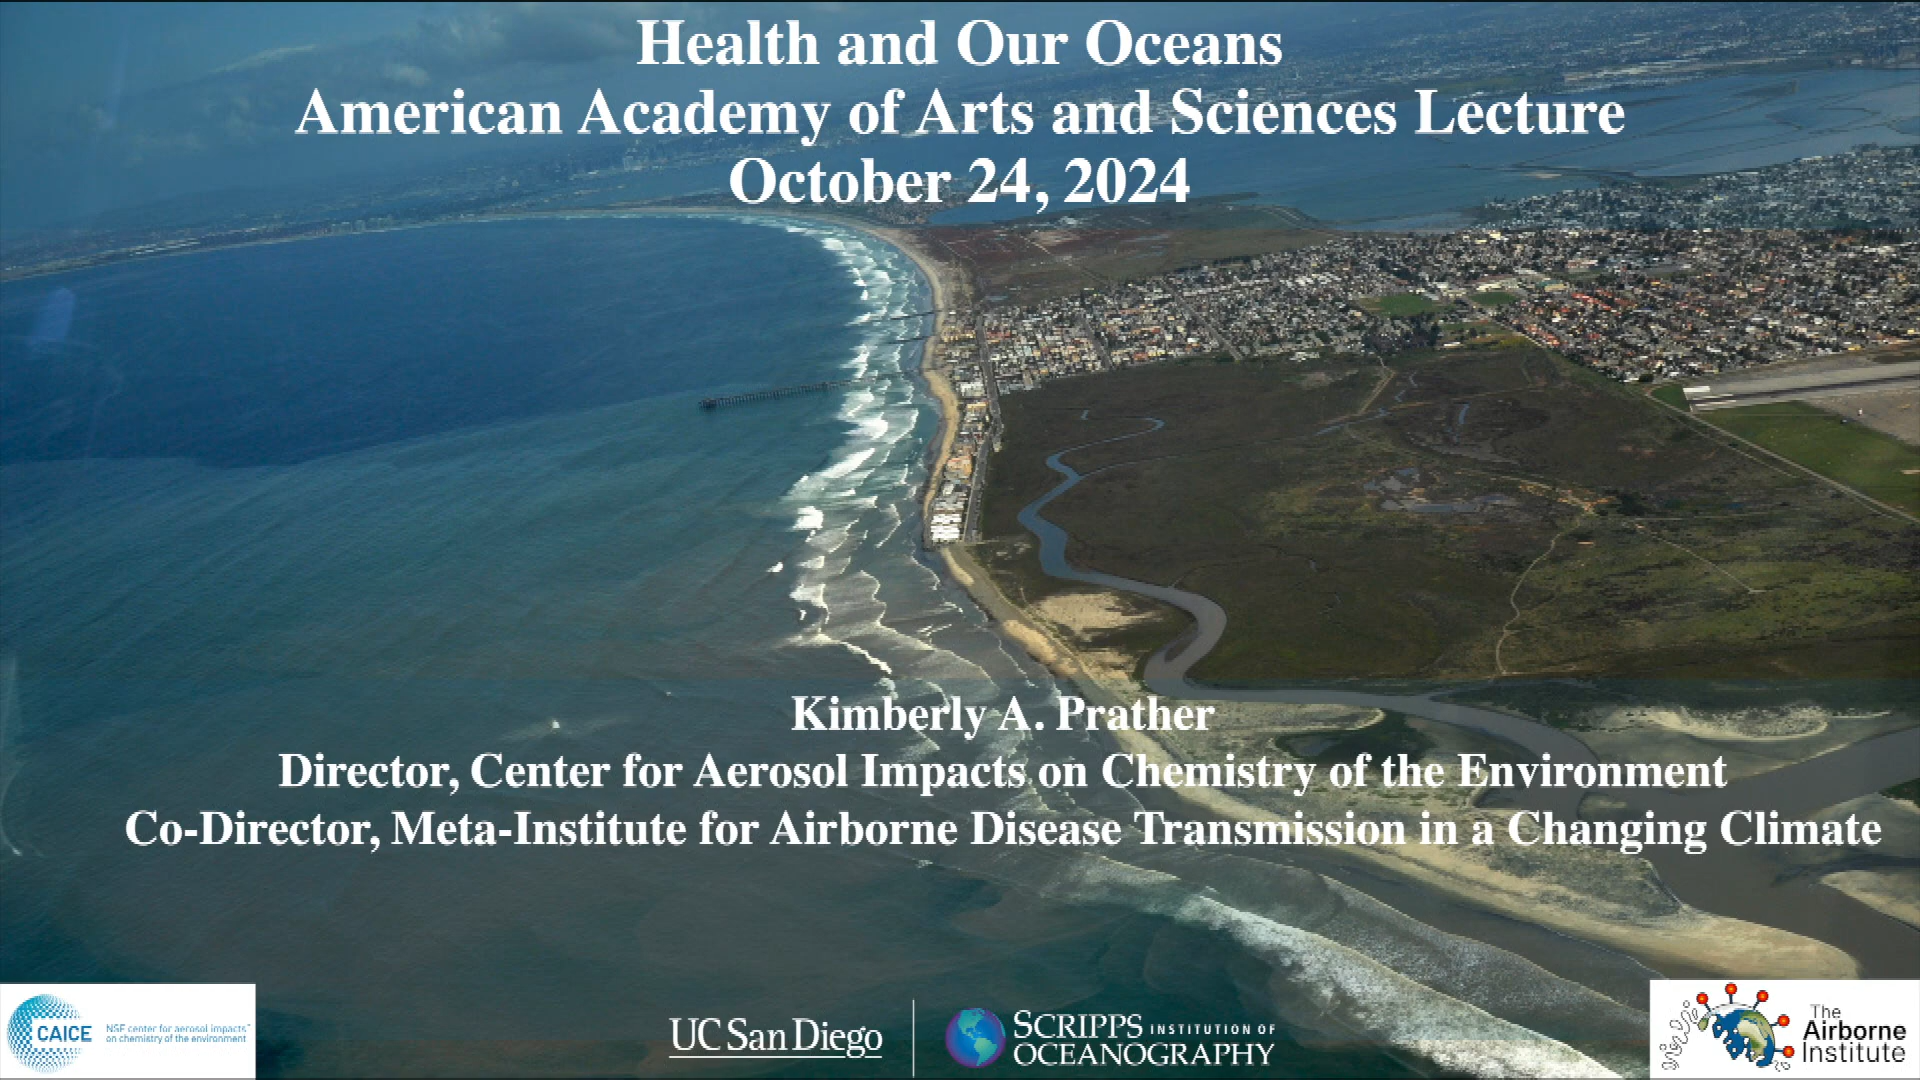 Health and Our Oceans
American Academy of Arts and Sciences Lecture
October 24, 2024
Kimberly A. Prather
Director, Center for Aerosol Impacts on Chemistry of the Environment
Co-Director, Meta-Institute for Airborne Disease Transmission in a Changing Climate
CAICE
NSF center for aerosol impacts™
on chemistry of the environment
UC San Diego
SCRIPPS INSTITUTION OF
OCEANOGRAPHY
The
Airborne
Institute